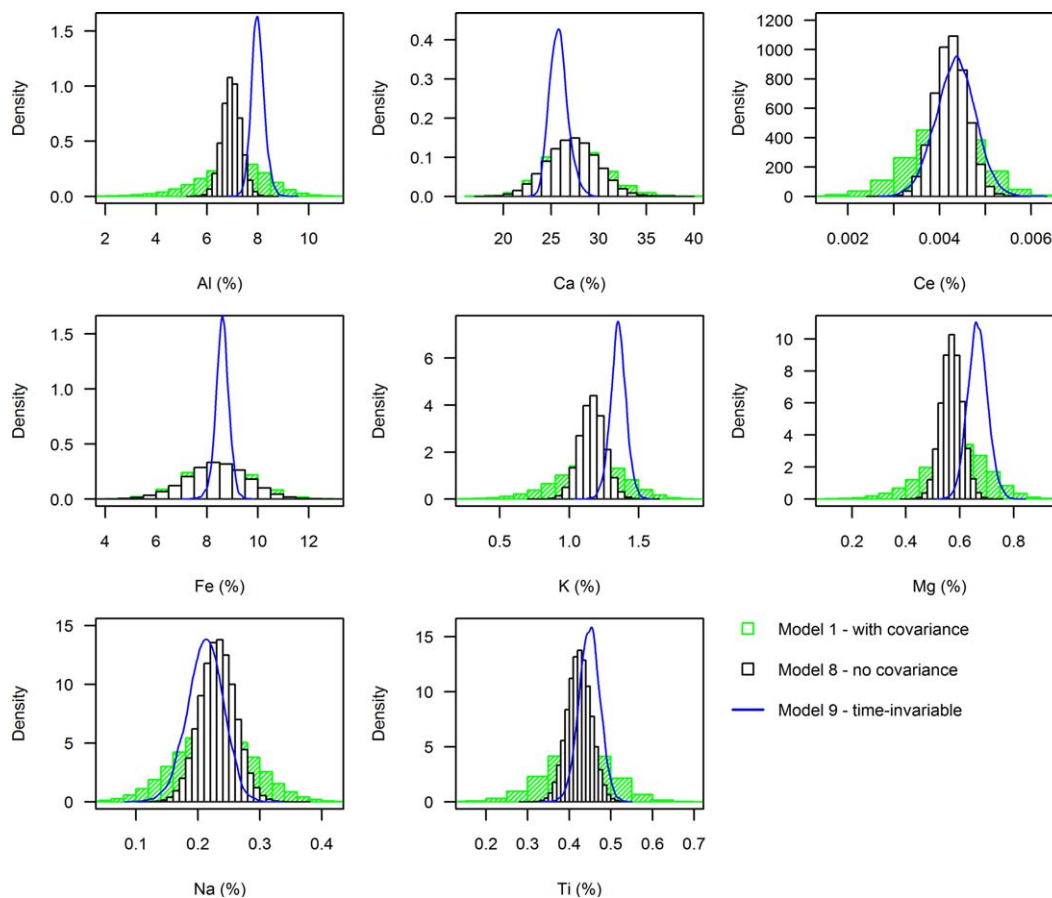 Density
1.5
1.0
0.5
0.0
2 4 6 8 10
Al (%)
Density
0.4
0.3
0.2
0.1
0.0
20 25 30 35 40
Ca (%)
Density
1200
1000
800
600
400
200
0
0.002 0.004 0.006
Ce (%)
Density
1.5
1.0
0.5
0.0
4 6 8 10 12
Fe (%)
Density
6
4
2
0
0.5 1.0 1.5
K (%)
Density
10
8
6
4
2
0
0.2 0.4 0.6 0.8
Mg (%)
Density
15
10
5
0
0.1 0.2 0.3 0.4
Na (%)
Density
15
10
5
0
0.2 0.3 0.4 0.5 0.6 0.7
Ti (%)
Model 1 - with covariance
Model 8 - no covariance
Model 9 - time-invariable